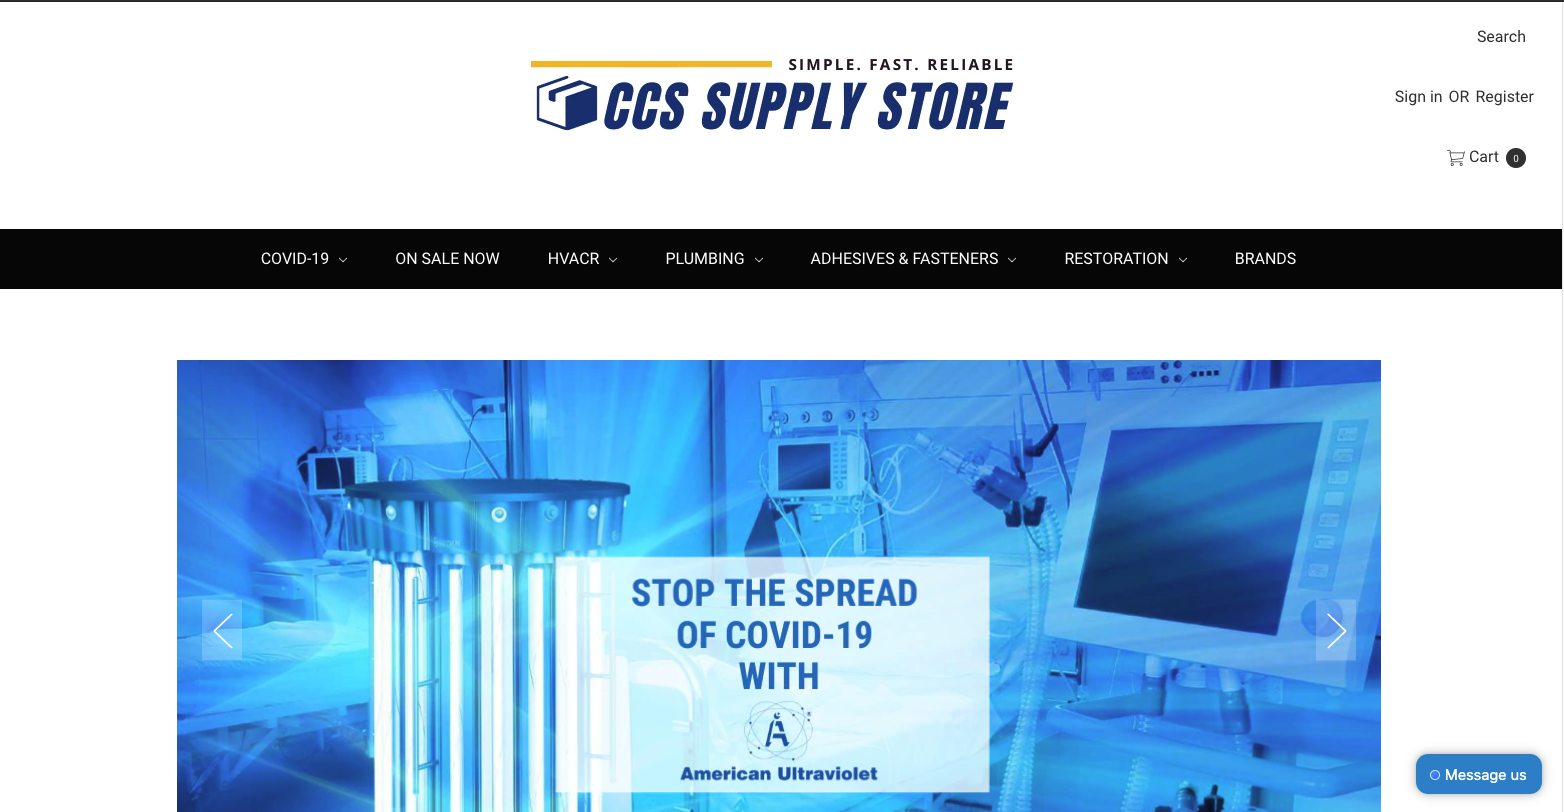 Search
SIMPLE. FAST. RELIABLE
CCS SUPPLY STORE
Sign in OR Register
Cart 0
COVID-19 ON SALE NOW HVACR PLUMBING ADHESIVES & FASTENERS RESTORATION BRANDS
STOP THE SPREAD
OF COVID-19
WITH
American Ultraviolet
Message us